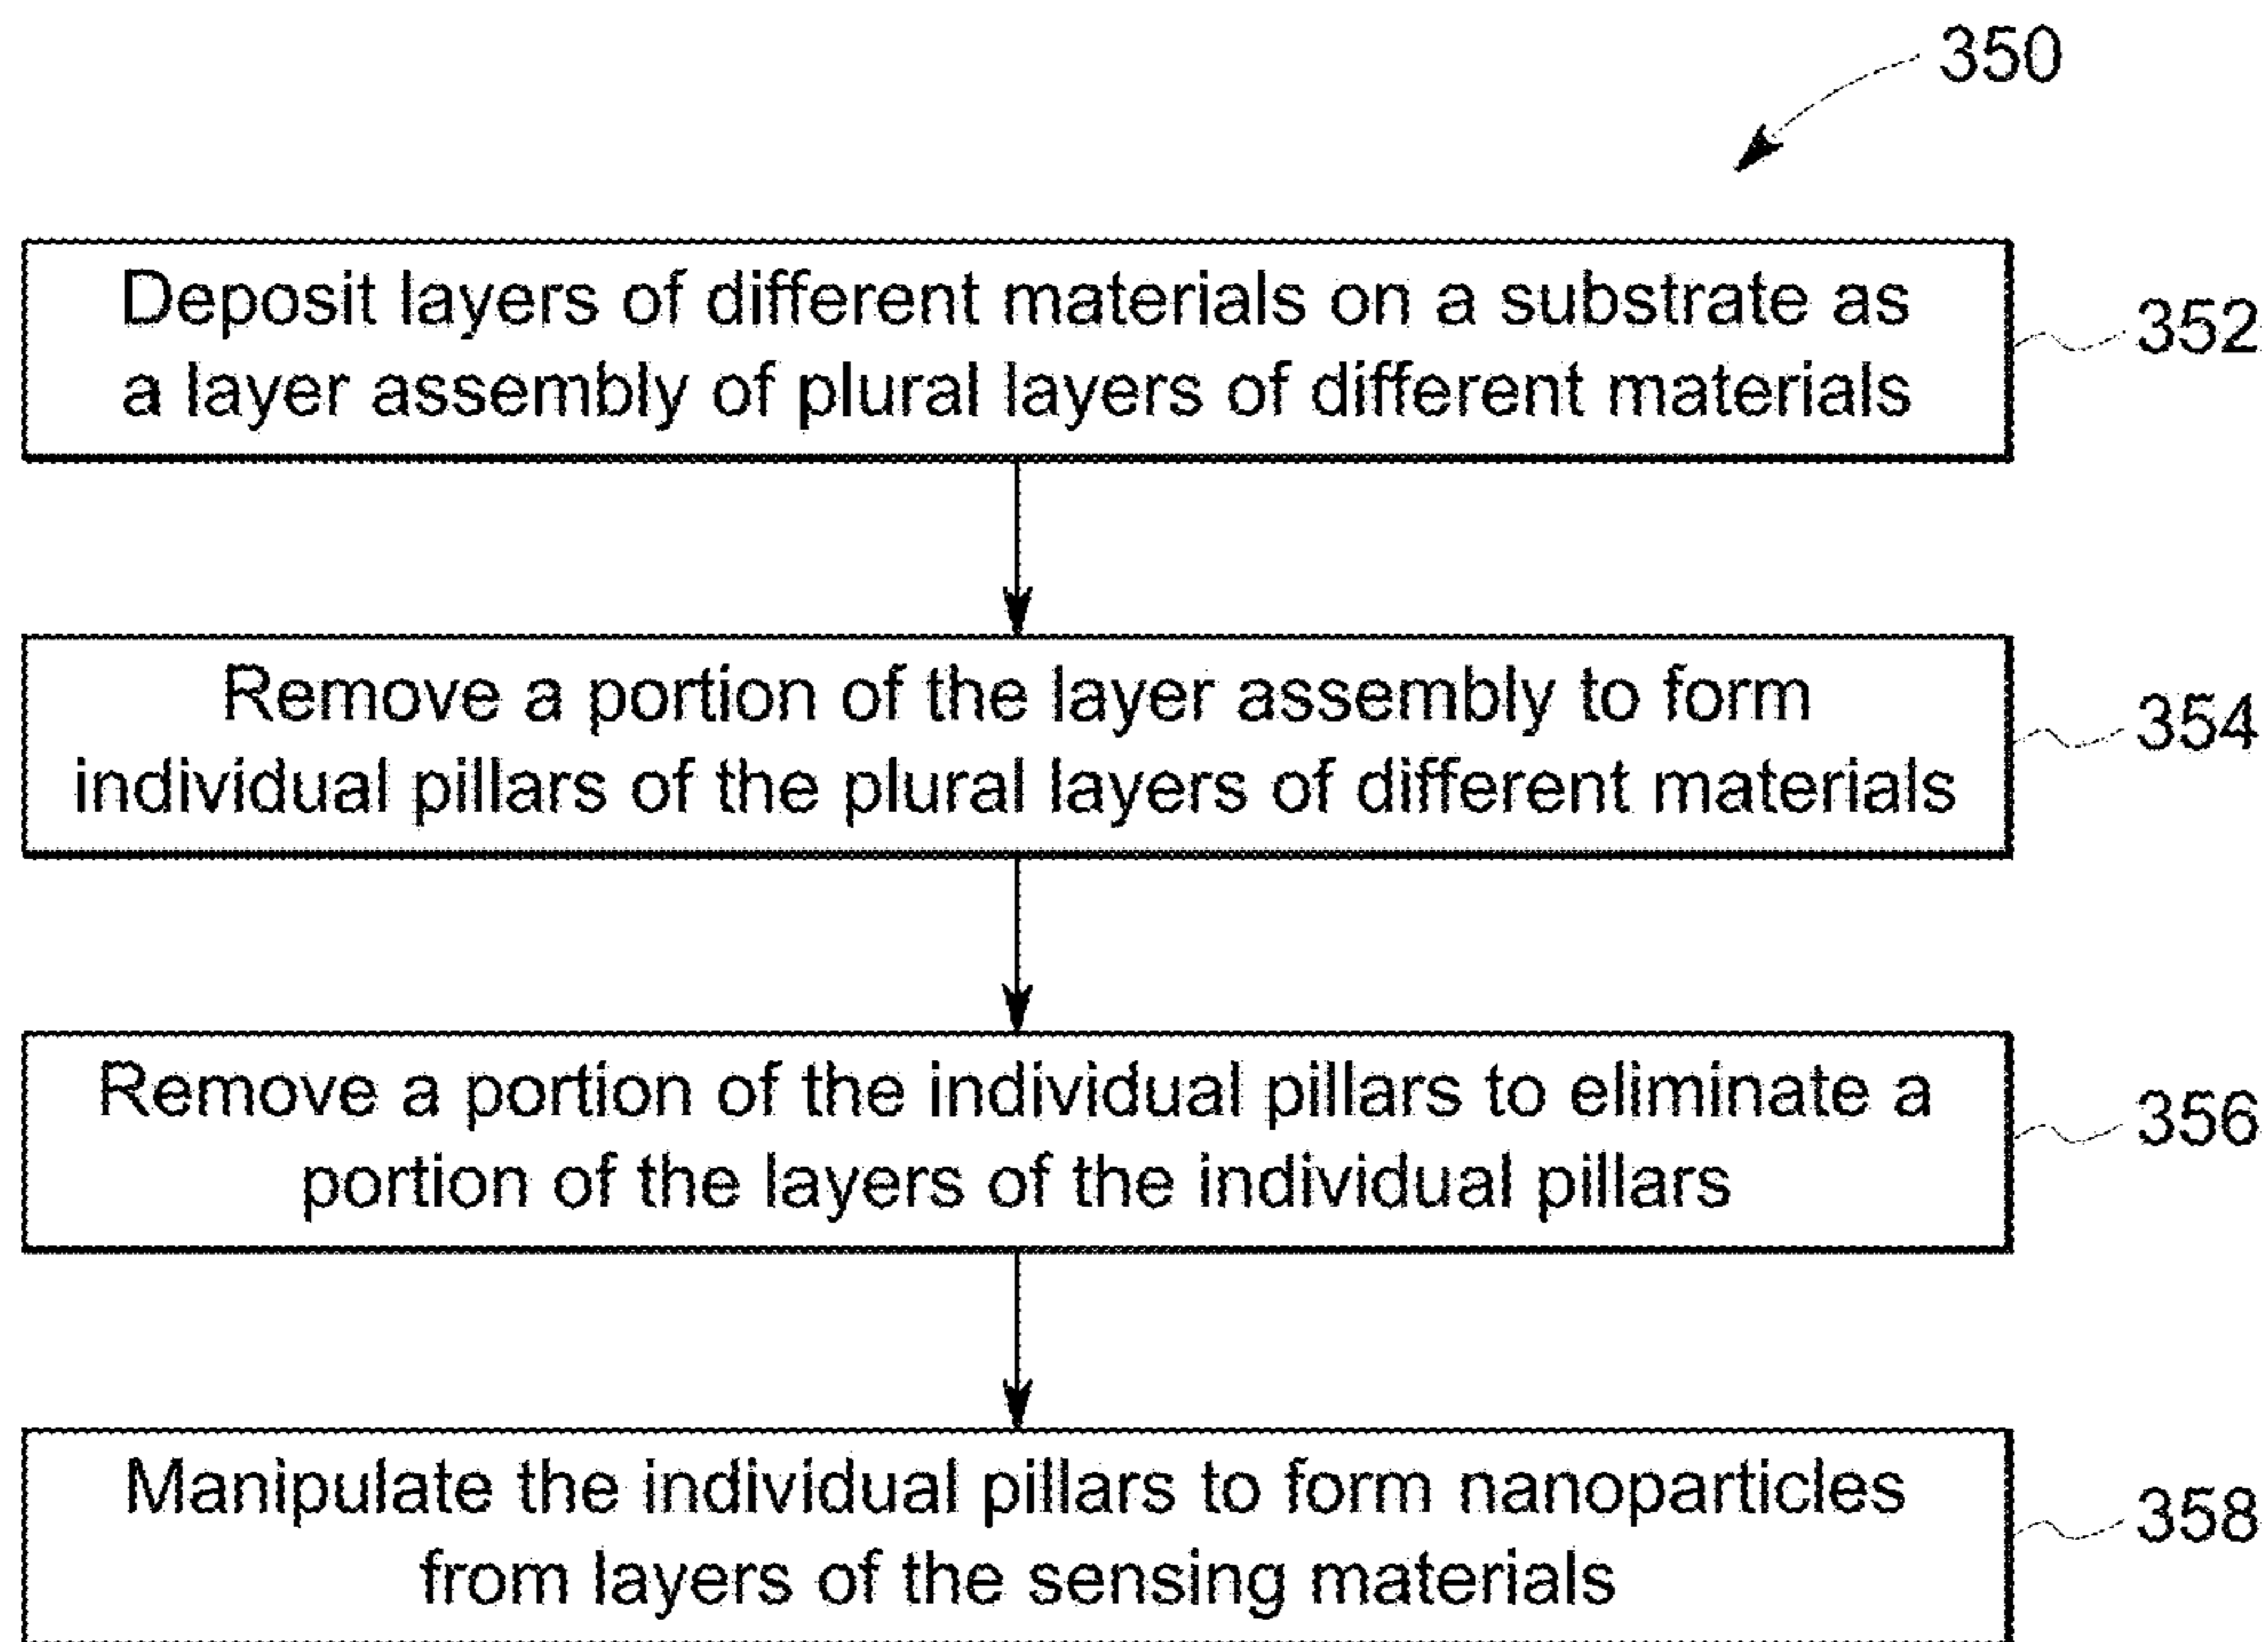 350
Deposit layers of different materials on a substrate as
a layer assembly of plural layers of different materials
352
Remove a portion of the layer assembly to form
individual pillars of the plural layers of different materials
354
Remove a portion of the individual pillars to eliminate a
portion of the layers of the individual pillars
356
Manipulate the individual pillars to form nanoparticles
from layers of the sensing materials
358